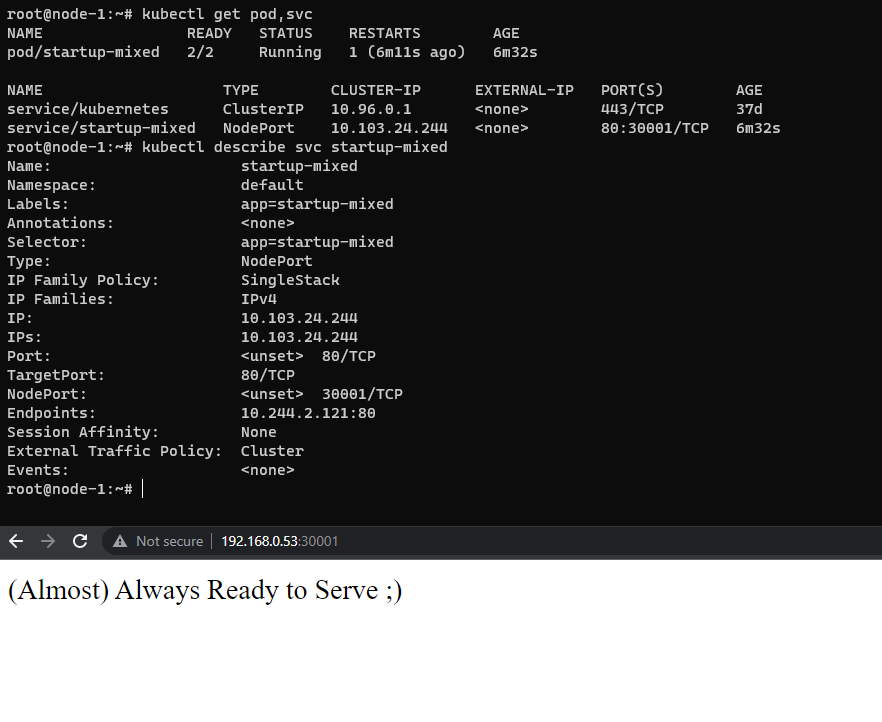 root@node-1:~# kubectl get pod,svc
NAME                READY   STATUS    RESTARTS        AGE
pod/startup-mixed   2/2     Running   1 (6m11s ago)   6m32s

NAME                    TYPE        CLUSTER-IP      EXTERNAL-IP   PORT(S)        AGE
service/kubernetes      ClusterIP   10.96.0.1       <none>        443/TCP        37d
service/startup-mixed   NodePort    10.103.24.244   <none>        80:30001/TCP   6m32s
root@node-1:~# kubectl describe svc startup-mixed
Name:                     startup-mixed
Namespace:                default
Labels:                   app=startup-mixed
Annotations:              <none>
Selector:                 app=startup-mixed
Type:                     NodePort
IP Family Policy:         SingleStack
IP Families:              IPv4
IP:                       10.103.24.244
IPs:                      10.103.24.244
Port:                     <unset>  80/TCP
TargetPort:               80/TCP
NodePort:                 <unset>  30001/TCP
Endpoints:                10.244.2.121:80
Session Affinity:         None
External Traffic Policy:  Cluster
Events:                   <none>
root@node-1:~#
Not secure | 192.168.0.53:30001
(Almost) Always Ready to Serve ;)